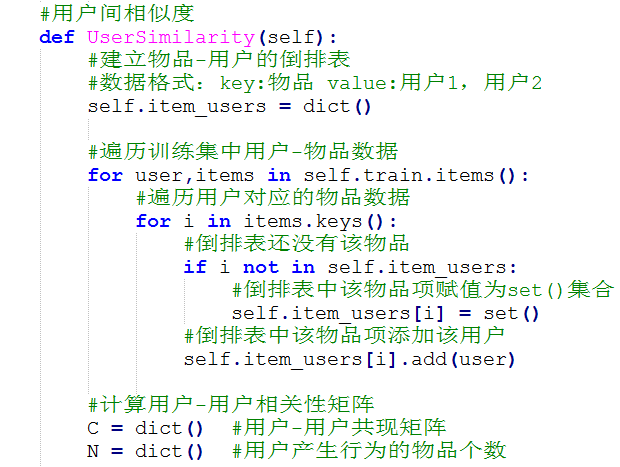 #用户间相似度
def UserSimilarity(self):
#建立物品-用户的倒排表
#数据格式: key:物品 value:用户1, 用户2
self.item_users = dict()
#遍历训练集中用户-物品数据
for user,items in self.train.items():
#遍历用户对应的物品数据
for i in items.keys():
#倒排表还没有该物品
if i not in self.item_users:
#倒排表中该物品项赋值为set()集合
self.item_users[i] = set()
#倒排表中该物品项添加该用户
self.item_users[i].add(user)
#计算用户-用户相关性矩阵
C = dict() #用户-用户共现矩阵
N = dict() #用户产生行为的物品个数